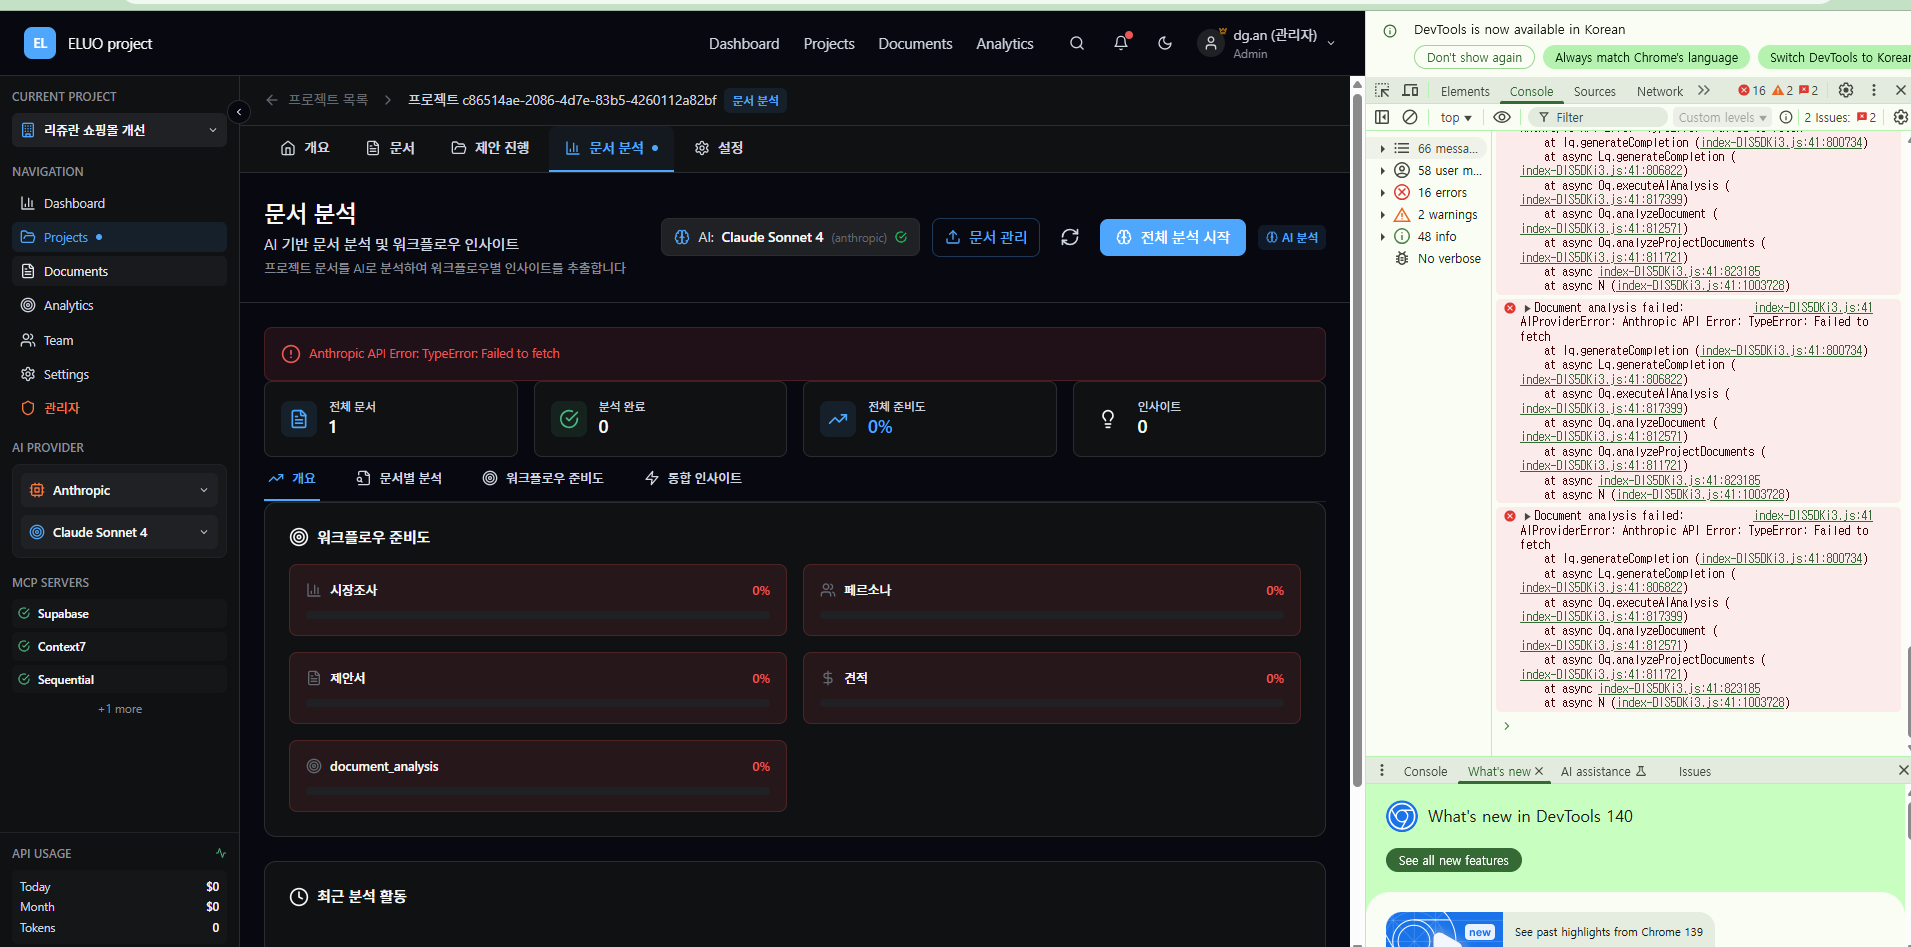 EL ELUO project
Dashboard Projects Documents Analytics
dg.an (관리자)
Admin
CURRENT PROJECT
리쥬란 쇼핑몰 개선
NAVIGATION
Dashboard
Projects
Documents
Analytics
Team
Settings
관리자
AI PROVIDER
Anthropic
Claude Sonnet 4
MCP SERVERS
Supabase
Context7
Sequential
+1 more
API USAGE
Today $0
Month $0
Tokens 0
프로젝트 목록 프로젝트 c86514ae-2086-4d7e-83b5-4260112a82bf 문서 분석
개요 문서 제안 진행 문서 분석 설정
문서 분석
AI 기반 문서 분석 및 워크플로우 인사이트
프로젝트 문서를 AI로 분석하여 워크플로우별 인사이트를 추출합니다
AI: Claude Sonnet 4 (anthropic) 문서 관리 전체 분석 시작 AI 분석
Anthropic API Error: TypeError: Failed to fetch
전체 문서
1
분석 완료
0
전체 준비도
0%
인사이트
0
개요 문서별 분석 워크플로우 준비도 통합 인사이트
워크플로우 준비도
시장조사 0%
페르소나 0%
제안서 0%
견적 0%
document_analysis 0%
최근 분석 활동
DevTools is now available in Korean
Don't show again Always match Chrome's language Switch DevTools to Korean
Elements Console Sources Network 16 2 2
top Filter Custom levels 2 Issues: 2
66 messa...
58 user m...
16 errors
2 warnings
48 info
No verbose
at lq.generateCompletion (index-DIS5DKi3.js:41:800734)
at async Lq.generateCompletion (
index-DIS5DKi3.js:41:806822)
at async Oq.executeAIAnalysis (
index-DIS5DKi3.js:41:817399)
at async Oq.analyzeDocument (
index-DIS5DKi3.js:41:812571)
at async Oq.analyzeProjectDocuments (
index-DIS5DKi3.js:41:811721)
at async index-DIS5DKi3.js:41:823185
at async N (index-DIS5DKi3.js:41:1003728)
Document analysis failed: index-DIS5DKi3.js:41
AIProviderError: Anthropic API Error: TypeError: Failed to
fetch
at lq.generateCompletion (index-DIS5DKi3.js:41:800734)
at async Lq.generateCompletion (
index-DIS5DKi3.js:41:806822)
at async Oq.executeAIAnalysis (
index-DIS5DKi3.js:41:817399)
at async Oq.analyzeDocument (
index-DIS5DKi3.js:41:812571)
at async Oq.analyzeProjectDocuments (
index-DIS5DKi3.js:41:811721)
at async index-DIS5DKi3.js:41:823185
at async N (index-DIS5DKi3.js:41:1003728)
Document analysis failed: index-DIS5DKi3.js:41
AIProviderError: Anthropic API Error: TypeError: Failed to
fetch
at lq.generateCompletion (index-DIS5DKi3.js:41:800734)
at async Lq.generateCompletion (
index-DIS5DKi3.js:41:806822)
at async Oq.executeAIAnalysis (
index-DIS5DKi3.js:41:817399)
at async Oq.analyzeDocument (
index-DIS5DKi3.js:41:812571)
at async Oq.analyzeProjectDocuments (
index-DIS5DKi3.js:41:811721)
at async index-DIS5DKi3.js:41:823185
at async N (index-DIS5DKi3.js:41:1003728)
Console What's new AI assistance Issues
What's new in DevTools 140
See all new features
new See past highlights from Chrome 139